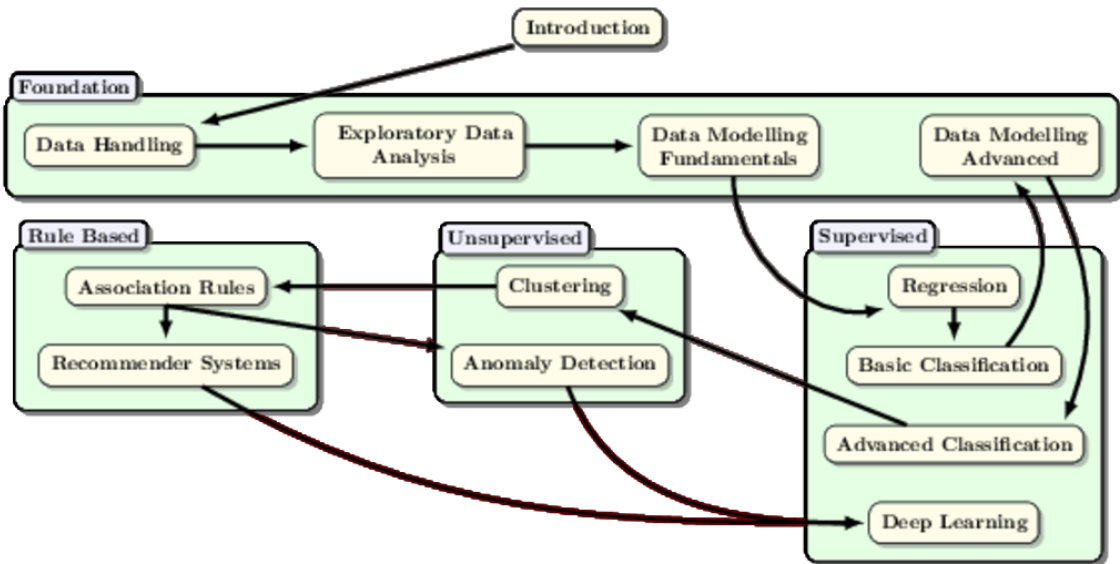 Introduction
Foundation
Data Handling
Exploratory Data
Analysis
Data Modelling
Fundamentals
Data Modelling
Advanced
Rule Based
Association Rules
Recommender Systems
Unsupervised
Clustering
Anomaly Detection
Supervised
Regression
Basic Classification
Advanced Classification
Deep Learning